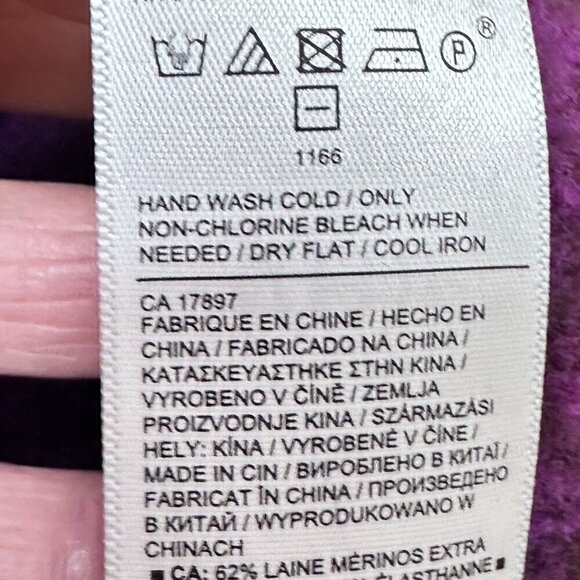 P ®
1166
HAND WASH COLD / ONLY
NON-CHLORINE BLEACH WHEN
NEEDED / DRY FLAT / COOL IRON
CA 17897
FABRIQUE EN CHINE / HECHO EN
CHINA / FABRICADO NA CHINA /
ΚΑΤΑΣΚΕΥΑΣΤΗΚΕ ΣΤΗΝ ΚΙΝΑ /
VYROBENO V ČÍNĚ / ZEMLJA
PROIZVODNJE KINA / SZÁRMAZÁSI
HELY: KÍNA / VYROBENÉ V ČÍNE /
MADE IN CIN / ВИРОБЛЕНО В КИТАЇ /
FABRICAT ÎN CHINA / ПРОИЗВЕДЕНО
В КИТАЙ / WYPRODUKOWANO W
CHINACH
■ CA: 62% LAINE MÉRINOS EXTRA
ÉLASTHANNE ■